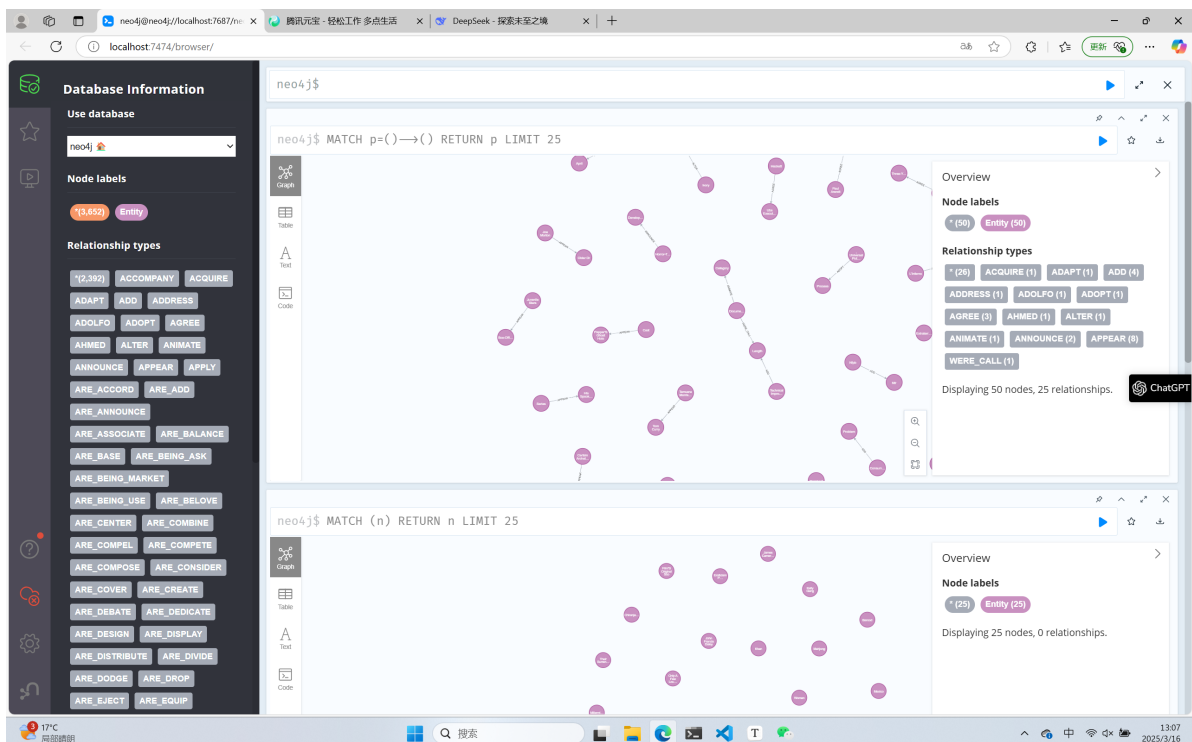 neo4j@neo4j://localhost:7687/ne
腾讯元宝 - 轻松工作 多点生活
DeepSeek - 探索未至之境
localhost:7474/browser/
更新
Database Information
Use database
neo4j
Node labels
*(3,652) Entity
Relationship types
*(2,392) ACCOMPANY ACQUIRE
ADAPT ADD ADDRESS
ADOLFO ADOPT AGREE
AHMED ALTER ANIMATE
ANNOUNCE APPEAR APPLY
ARE_ACCORD ARE_ADD
ARE_ANNOUNCE
ARE_ASSOCIATE ARE_BALANCE
ARE_BASE ARE_BEING_ASK
ARE_BEING_MARKET
ARE_BEING_USE ARE_BELOVE
ARE_CENTER ARE_COMBINE
ARE_COMPEL ARE_COMPETE
ARE_COMPOSE ARE_CONSIDER
ARE_COVER ARE_CREATE
ARE_DEBATE ARE_DEDICATE
ARE_DESIGN ARE_DISPLAY
ARE_DISTRIBUTE ARE_DIVIDE
ARE_DODGE ARE_DROP
ARE_EJECT ARE_EQUIP
neo4j$
neo4j$ MATCH p=()-->() RETURN p LIMIT 25
Graph
Table
Text
Code
Overview
Node labels
* (50) Entity (50)
Relationship types
* (26) ACQUIRE (1) ADAPT (1) ADD (4)
ADDRESS (1) ADOLFO (1) ADOPT (1)
AGREE (3) AHMED (1) ALTER (1)
ANIMATE (1) ANNOUNCE (2) APPEAR (8)
WERE_CALL (1)
Displaying 50 nodes, 25 relationships.
ChatGPT
neo4j$ MATCH (n) RETURN n LIMIT 25
Graph
Table
Text
Code
Overview
Node labels
* (25) Entity (25)
Displaying 25 nodes, 0 relationships.
3
17°C
局部晴朗
搜索
中
13:07
2025/3/16